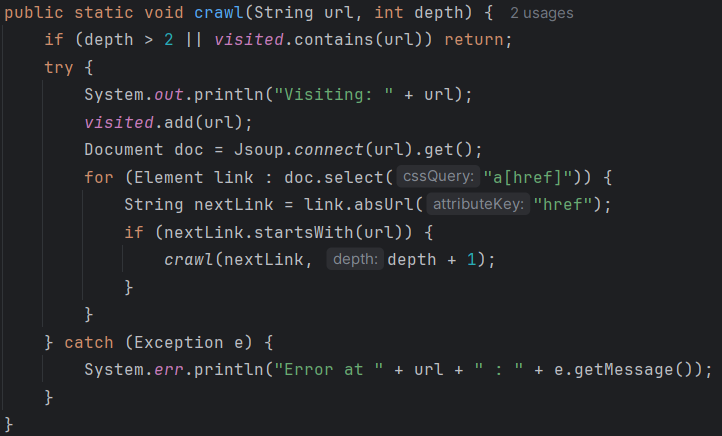 public static void crawl(String url, int depth) { 2 usages
    if (depth > 2 || visited.contains(url)) return;
    try {
        System.out.println("Visiting: " + url);
        visited.add(url);
        Document doc = Jsoup.connect(url).get();
        for (Element link : doc.select( cssQuery: "a[href]")) {
            String nextLink = link.absUrl( attributeKey: "href");
            if (nextLink.startsWith(url)) {
                crawl(nextLink, depth: depth + 1);
            }
        }
    } catch (Exception e) {
        System.err.println("Error at " + url + " : " + e.getMessage());
    }
}